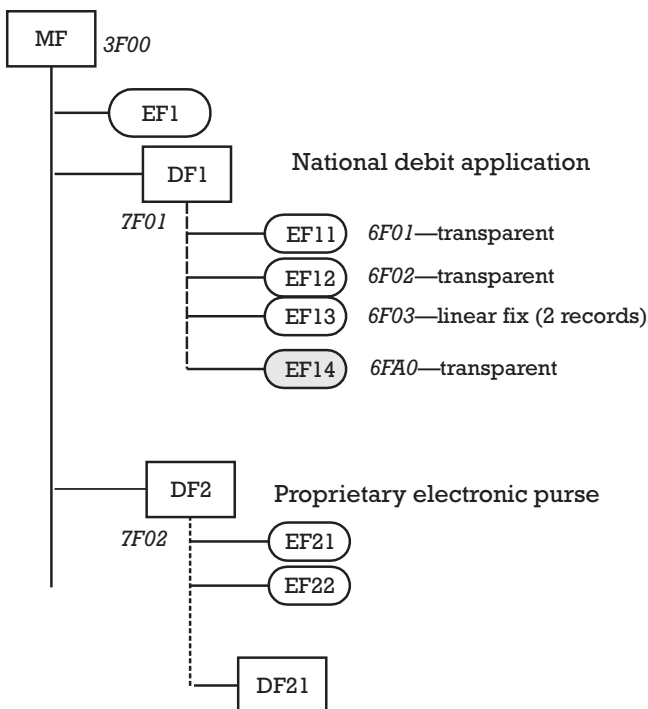 MF 3F00
EF1
DF1 National debit application
7F01
EF11 6F01—transparent
EF12 6F02—transparent
EF13 6F03—linear fix (2 records)
EF14 6FA0—transparent
DF2 Proprietary electronic purse
7F02
EF21
EF22
DF21